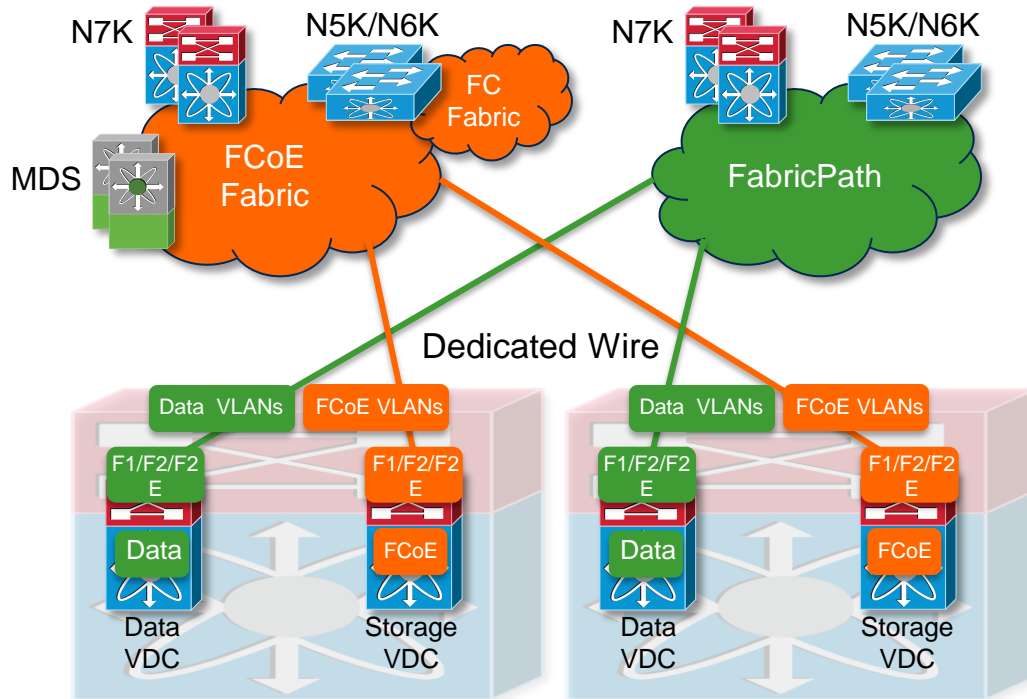 N7K
N5K/N6K
N7K
N5K/N6K
FC
Fabric
MDS
FCoE
Fabric
FabricPath
Dedicated Wire
Data VLANs
FCoE VLANs
Data VLANs
FCoE VLANs
F1/F2/F2
E
F1/F2/F2
E
F1/F2/F2
E
F1/F2/F2
E
Data
FCoE
Data
FCoE
Data
VDC
Storage
VDC
Data
VDC
Storage
VDC